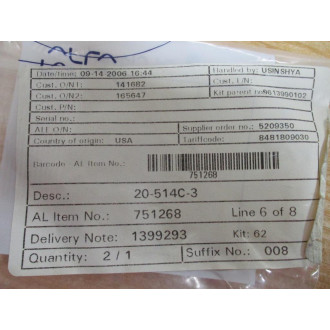 ALFA
Date/time: 09-14 2006 16:44 Handled by: USINSHYA
Cust. O/N1: 141682 Cust. L/N:
Cust. O/N2: 165647 Kit parent no: 9613990102
Cust. P/N:
Serial no.:
ALE O/N: Supplier order no.: 5209350
Country of origin: USA Tariffcode: 8481809030
Barcode AL Item No.:
751268
Desc.: 20-514C-3
AL Item No.: 751268 Line 6 of 8
Delivery Note: 1399293 Kit: 62
Quantity: 2 / 1 Suffix No.: 008